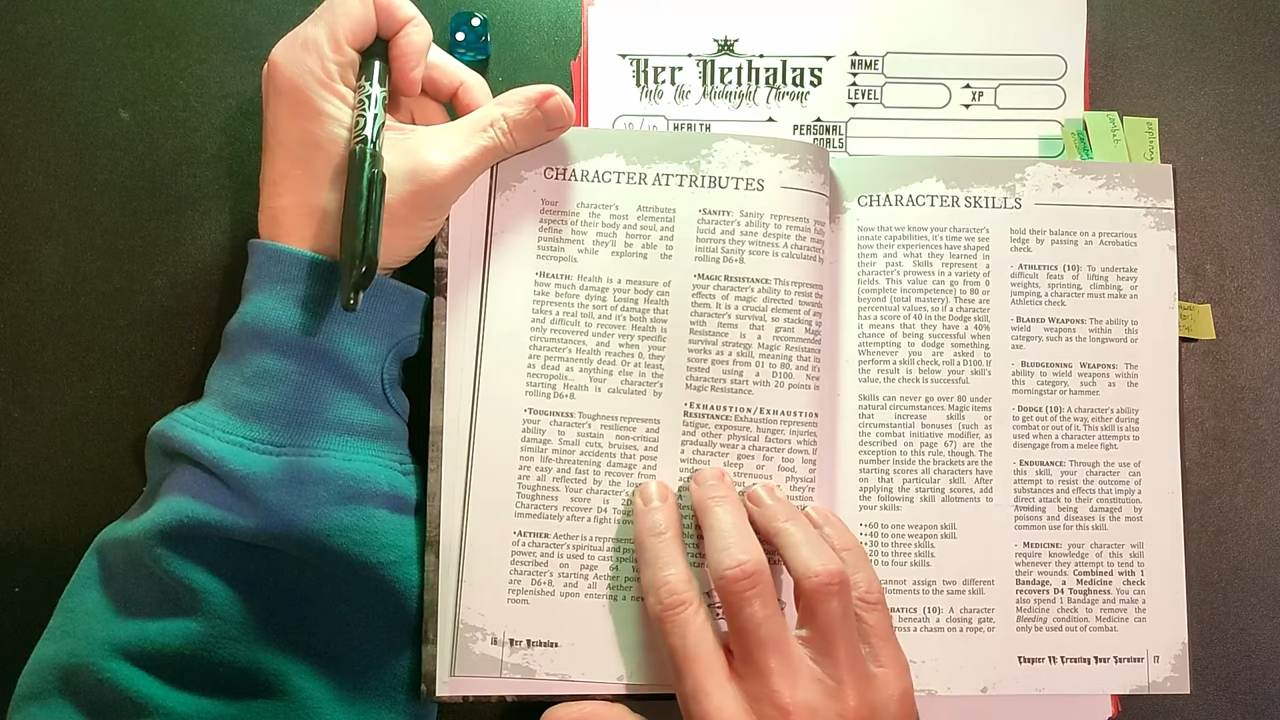 Ker Nethalas
Into the Midnight Throne
NAME
LEVEL
XP
10/10
HEALTH
PERSONAL
GOALS
combat
CHARACTER ATTRIBUTES
Your character's Attributes
determine the most elemental
aspects of their body and soul, and
define how much horror and
punishment they'll be able to
sustain while exploring the
necropolis.
•HEALTH: Health is a measure of
how much damage your body can
take before dying. Losing Health
represents the sort of damage that
takes a real toll, and it's both slow
and difficult to recover. Health is
only recovered under very specific
circumstances, and when your
character's Health reaches 0, they
are permanently dead. Or at least,
as dead as anything else in the
necropolis... Your character's
starting Health is calculated by
rolling D6+8.
•TOUGHNESS: Toughness represents
your character's resilience and
ability to sustain non-critical
damage. Small cuts, bruises, and
similar minor accidents that pose
non life-threatening damage and
are easy and fast to recover from
are all reflected by the loss
Toughness. Your character's
Toughness score is
Characters recover D4
immediately after a fight is
•AETHER: Aether is a
of a character's spiritual and
power, and is used to cast
described on page 64.
character's starting Aether
are D6+8, and all Aether
replenished upon entering a new
room.
•SANITY: Sanity represents your
character's ability to remain fully
lucid and sane despite the many
horrors they witness. A character's
initial Sanity score is calculated by
rolling D6+8.
•MAGIC RESISTANCE: This represents
your character's ability to resist the
effects of magic directed towards
them. It is a crucial element of any
character's survival, so stacking up
with items that grant Magic
Resistance is a recommended
survival strategy. Magic Resistance
works as a skill, meaning that its
score goes from 01 to 80, and it's
tested using a D100. New
characters start with 20 points in
Magic Resistance.
•EXHAUSTION/EXHAUSTION
RESISTANCE: Exhaustion represents
fatigue, exposure, hunger, injuries,
and other physical factors which
gradually wear a character down. If
a character goes for too long
without sleep or food, or
strenuous physical
they're
16 Ker Nethalas
CHARACTER SKILLS
Now that we know your character's
innate capabilities, it's time we see
how their experiences have shaped
them and what they learned in
their past. Skills represent a
character's prowess in a variety of
fields. This value can go from 0
(complete incompetence) to 80 or
beyond (total mastery). These are
percentual values, so if a character
has a score of 40 in the Dodge skill,
it means that they have a 40%
chance of being successful when
attempting to dodge something.
Whenever you are asked to
perform a skill check, roll a D100. If
the result is below your skill's
value, the check is successful.
Skills can never go over 80 under
natural circumstances. Magic items
that increase skills or
circumstantial bonuses (such as
the combat initiative modifier, as
described on page 67) are the
exception to this rule, though. The
number inside the brackets are the
starting scores all characters have
on that particular skill. After
applying the starting scores, add
the following skill allotments to
your skills:
•+60 to one weapon skill.
•+40 to one weapon skill.
+30 to three skills.
20 to three skills.
10 to four skills.
cannot assign two different
to the same skill.
(10): A character
beneath a closing gate,
a chasm on a rope, or
hold their balance on a precarious
ledge by passing an Acrobatics
check.
- ATHLETICS (10): To undertake
difficult feats of lifting heavy
weights, sprinting, climbing, or
jumping, a character must make an
Athletics check.
- BLADED WEAPONS: The ability to
wield weapons within this
category, such as the longsword or
axe.
- BLUDGEONING WEAPONS: The
ability to wield weapons within
this category, such as the
morningstar or hammer.
- DODGE (10): A character's ability
to get out of the way, either during
combat or out of it. This skill is also
used when a character attempts to
disengage from a melee fight.
- ENDURANCE: Through the use of
this skill, your character can
attempt to resist the outcome of
substances and effects that imply a
direct attack to their constitution.
Avoiding being damaged by
poisons and diseases is the most
common use for this skill.
- MEDICINE: your character will
require knowledge of this skill
whenever they attempt to tend to
their wounds. Combined with 1
Bandage, a Medicine check
recovers D4 Toughness. You can
also spend 1 Bandage and make a
Medicine check to remove the
Bleeding condition. Medicine can
only be used out of combat.
Chapter II: Creating Your Survivor 17